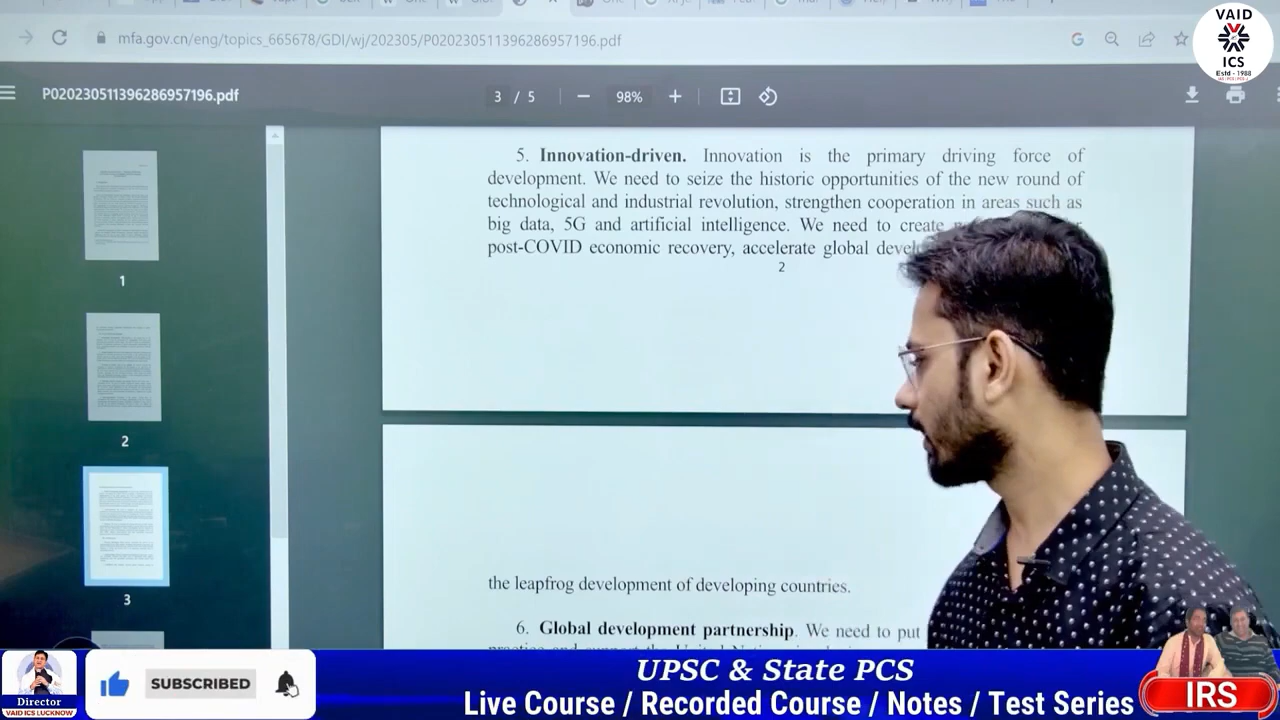 mfa.gov.cn/eng/topics_665678/GDI/wj/202305/P020230511396286957196.pdf
VAID
ICS
Estd - 1988
P020230511396286957196.pdf
3 / 5
98%
5. Innovation-driven. Innovation is the primary driving force of
development. We need to seize the historic opportunities of the new round of
technological and industrial revolution, strengthen cooperation in areas such as
big data, 5G and artificial intelligence. We need to create
post-COVID economic recovery, accelerate global
2
1
2
3
the leapfrog development of developing countries.
6. Global development partnership. We need to put
Director
VAID ICS LUCKNOW
SUBSCRIBED
UPSC & State PCS
Live Course / Recorded Course / Notes / Test Series
IRS